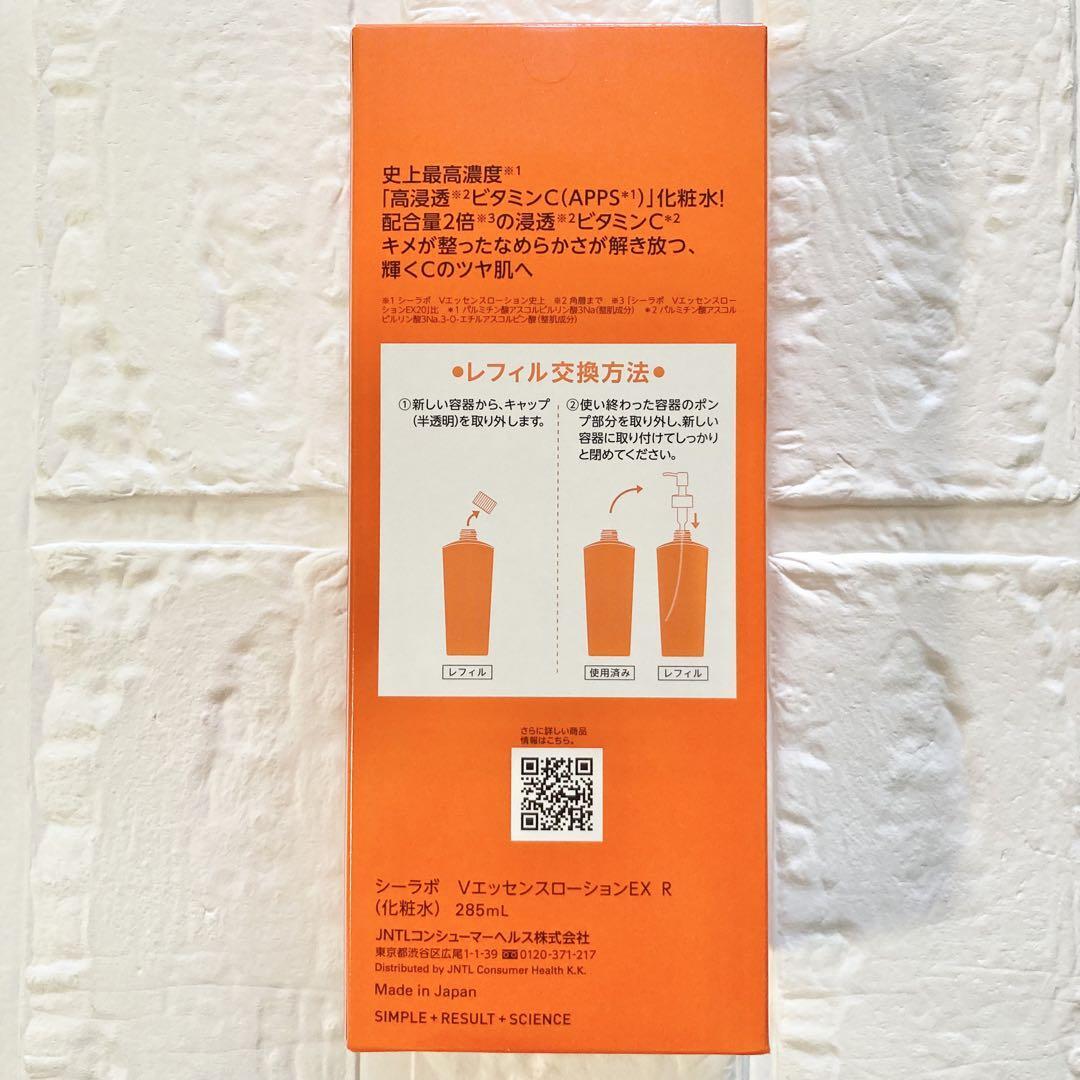 史上最高濃度※1
「高浸透※2ビタミンC(APPS*1)」化粧水!
配合量2倍※3の浸透※2ビタミンC*2
キメが整ったなめらかさが解き放つ、
輝くCのツヤ肌へ
※1 シーラボ Vエッセンスローション史上 ※2 角層まで ※3「シーラボ Vエッセンスロー
ションEX20」比 *1 パルミチン酸アスコルビルリン酸3Na(整肌成分) *2 パルミチン酸アスコル
ビルリン酸3Na、3-O-エチルアスコルビン酸(整肌成分)
●レフィル交換方法●
①新しい容器から、キャップ
(半透明)を取り外します。
②使い終わった容器のポン
プ部分を取り外し、新しい
容器に取り付けてしっかり
と閉めてください。
レフィル
使用済み
レフィル
さらに詳しい商品
情報はこちら。
シーラボ VエッセンスローションEX R
(化粧水) 285mL
JNTLコンシューマーヘルス株式会社
東京都渋谷区広尾1-1-39 0120-371-217
Distributed by JNTL Consumer Health K.K.
Made in Japan
SIMPLE+RESULT+SCIENCE